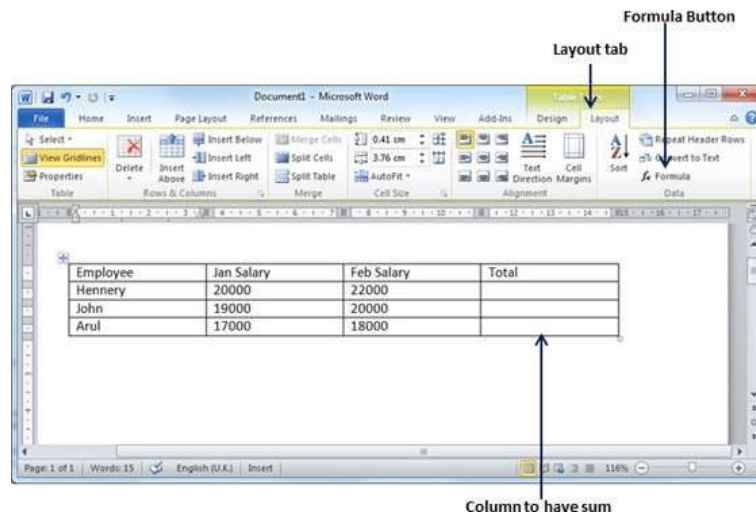 Formula Button
Layout tab
Document1 - Microsoft Word
File Home Insert Page Layout References Mailings Review View Add-Ins Design Layout
Select Insert Below Merge Cells 0.41 cm Repeat Header Rows
View Gridlines Delete Insert Above Insert Left Split Cells 3.76 cm Text Direction Cell Margins Sort Convert to Text
Properties Insert Right Split Table AutoFit Formula
Table Rows & Columns Merge Cell Size Alignment Data
Employee Jan Salary Feb Salary Total
Hennery 20000 22000
John 19000 20000
Arul 17000 18000
Page: 1 of 1 Words: 15 English (U.K.) Insert 116%
Column to have sum